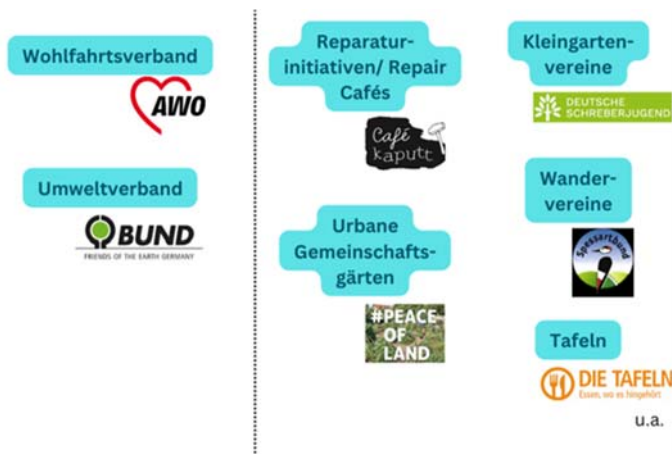 Wohlfahrtsverband
AWO
Umweltverband
BUND
FRIENDS OF THE EARTH GERMANY
Reparatur-
initiativen/ Repair
Cafés
Café
kaputt
Urbane
Gemeinschafts-
gärten
#PEACE
OF
LAND
Kleingarten-
vereine
DEUTSCHE
SCHREBERJUGEND
Wander-
vereine
Spessartbund
Tafeln
DIE TAFELN
Essen, wo es hingehört
u.a.